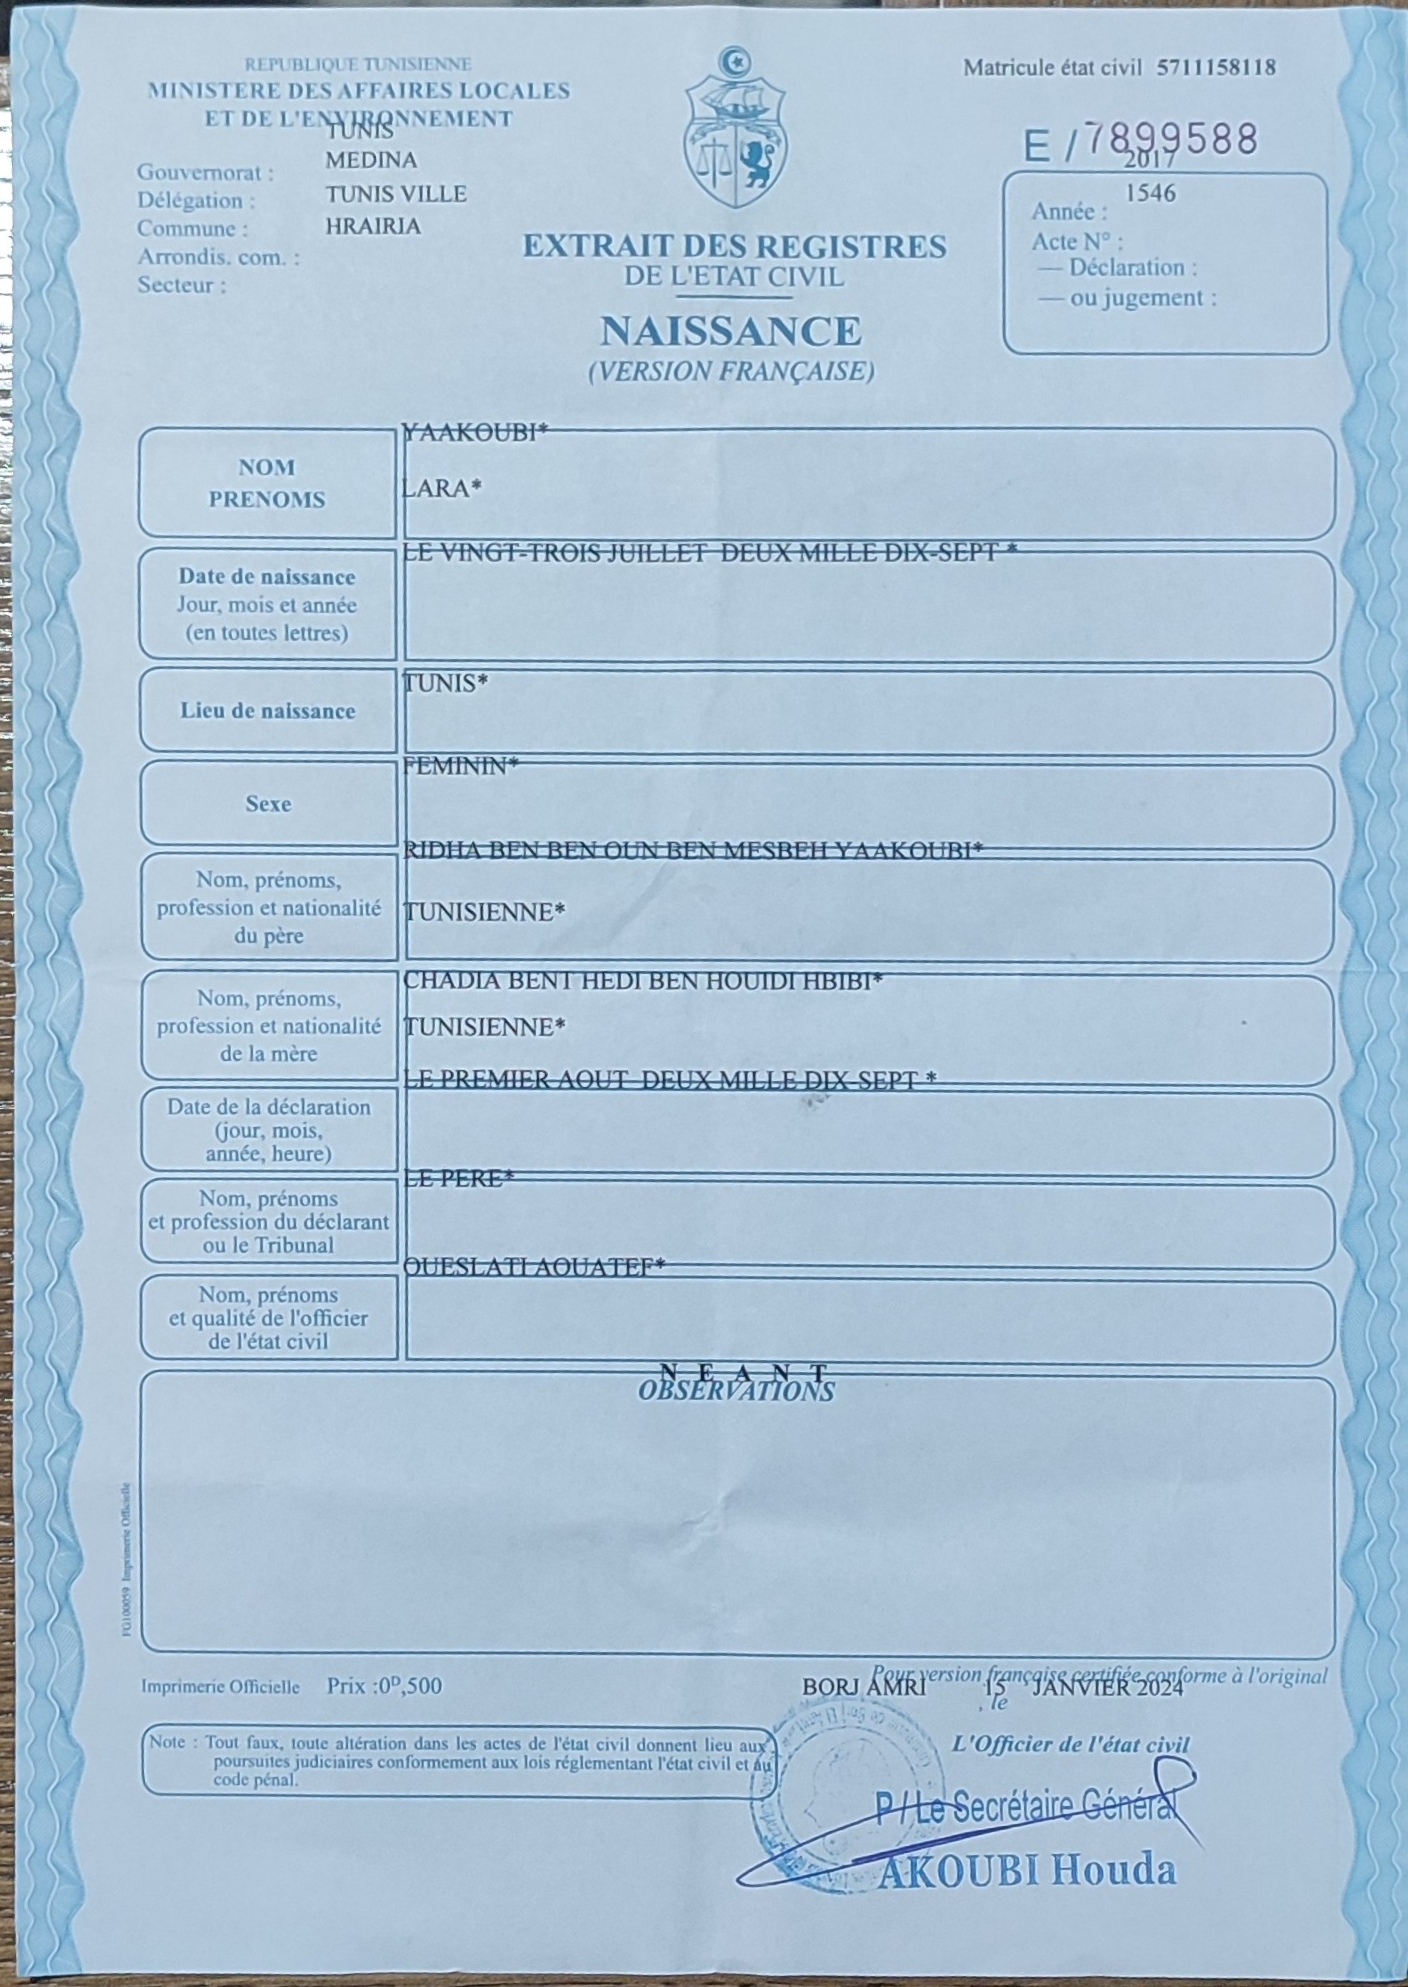 REPUBLIQUE TUNISIENNE
MINISTERE DES AFFAIRES LOCALES
ET DE L'ENVIRONNEMENT
Gouvernorat : TUNIS
Délégation : MEDINA
Commune : TUNIS VILLE
Arrondis. com. : HRAIRIA
Secteur :
Matricule état civil 5711158118
E / 7899588
Année : 2017
Acte N° : 1546
— Déclaration :
— ou jugement :
EXTRAIT DES REGISTRES
DE L'ETAT CIVIL
NAISSANCE
(VERSION FRANÇAISE)
NOM
PRENOMS
YAAKOUBI*
LARA*
Date de naissance
Jour, mois et année
(en toutes lettres)
LE VINGT-TROIS JUILLET DEUX MILLE DIX-SEPT *
Lieu de naissance
TUNIS*
Sexe
FEMININ*
Nom, prénoms,
profession et nationalité
du père
RIDHA BEN BEN OUN BEN MESBEH YAAKOUBI*
TUNISIENNE*
Nom, prénoms,
profession et nationalité
de la mère
CHADIA BENT HEDI BEN HOUIDI HBIBI*
TUNISIENNE*
Date de la déclaration
(jour, mois,
année, heure)
LE PREMIER AOUT DEUX MILLE DIX-SEPT *
Nom, prénoms
et profession du déclarant
ou le Tribunal
LE PERE*
Nom, prénoms
et qualité de l'officier
de l'état civil
OUESLATI AOUATEF*
N E A N T
OBSERVATIONS
FG100059 Imprimerie Officielle
Imprimerie Officielle Prix :0D,500
Pour version française certifiée conforme à l'original
BORJ AMRI , le 15 JANVIER 2024
Note : Tout faux, toute altération dans les actes de l'état civil donnent lieu aux
poursuites judiciaires conformement aux lois réglementant l'état civil et au
code pénal.
L'Officier de l'état civil
P/ Le Secrétaire Général
AKOUBI Houda